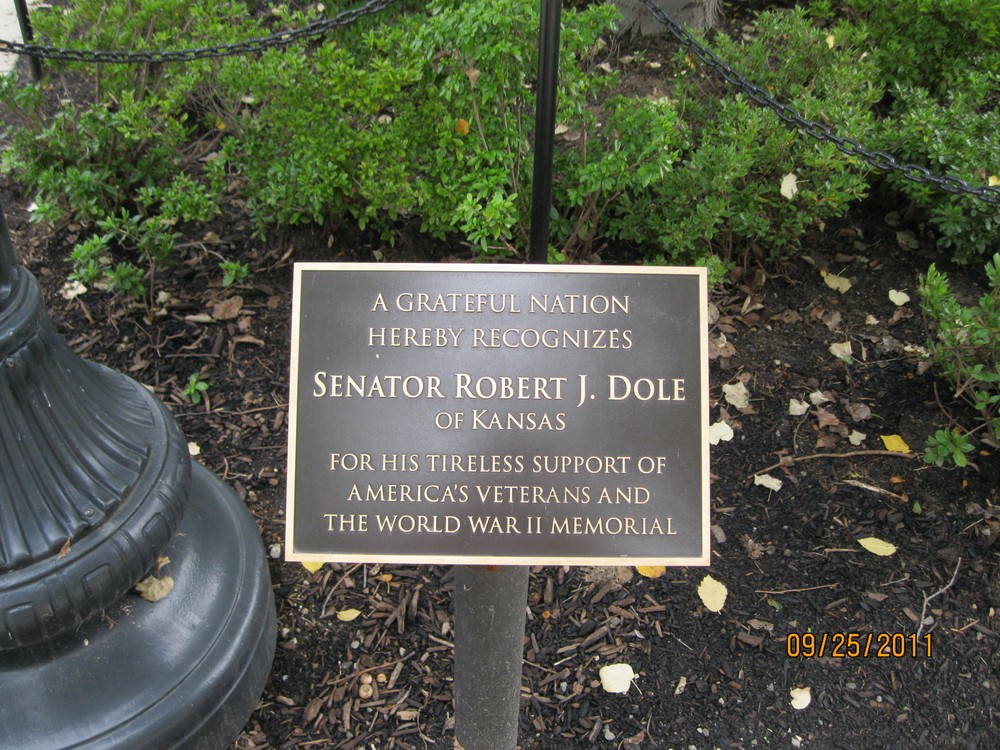 A GRATEFUL NATION
HEREBY RECOGNIZES
SENATOR ROBERT J. DOLE
OF KANSAS
FOR HIS TIRELESS SUPPORT OF
AMERICA'S VETERANS AND
THE WORLD WAR II MEMORIAL
09/25/2011